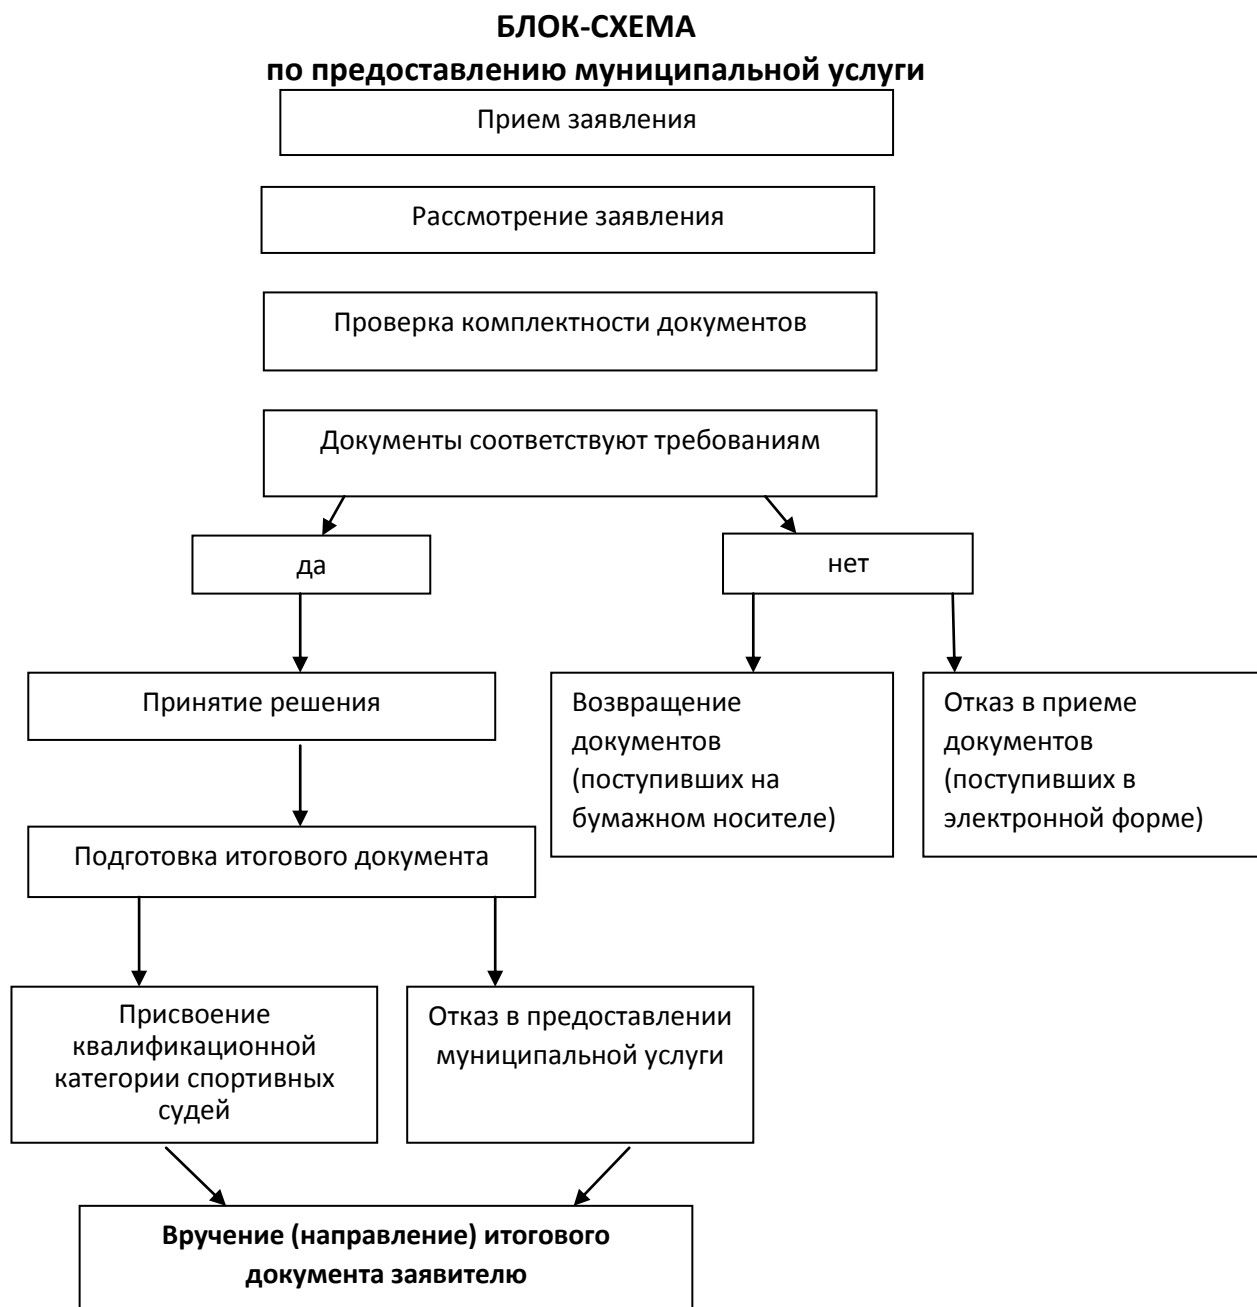 БЛОК-СХЕМА
по предоставлению муниципальной услуги
Прием заявления
Рассмотрение заявления
Проверка комплектности документов
Документы соответствуют требованиям
да
нет
Принятие решения
Возвращение
документов
(поступивших на
бумажном носителе)
Отказ в приеме
документов
(поступивших в
электронной форме)
Подготовка итогового документа
Присвоение
квалификационной
категории спортивных
судей
Отказ в предоставлении
муниципальной услуги
Вручение (направление) итогового
документа заявителю